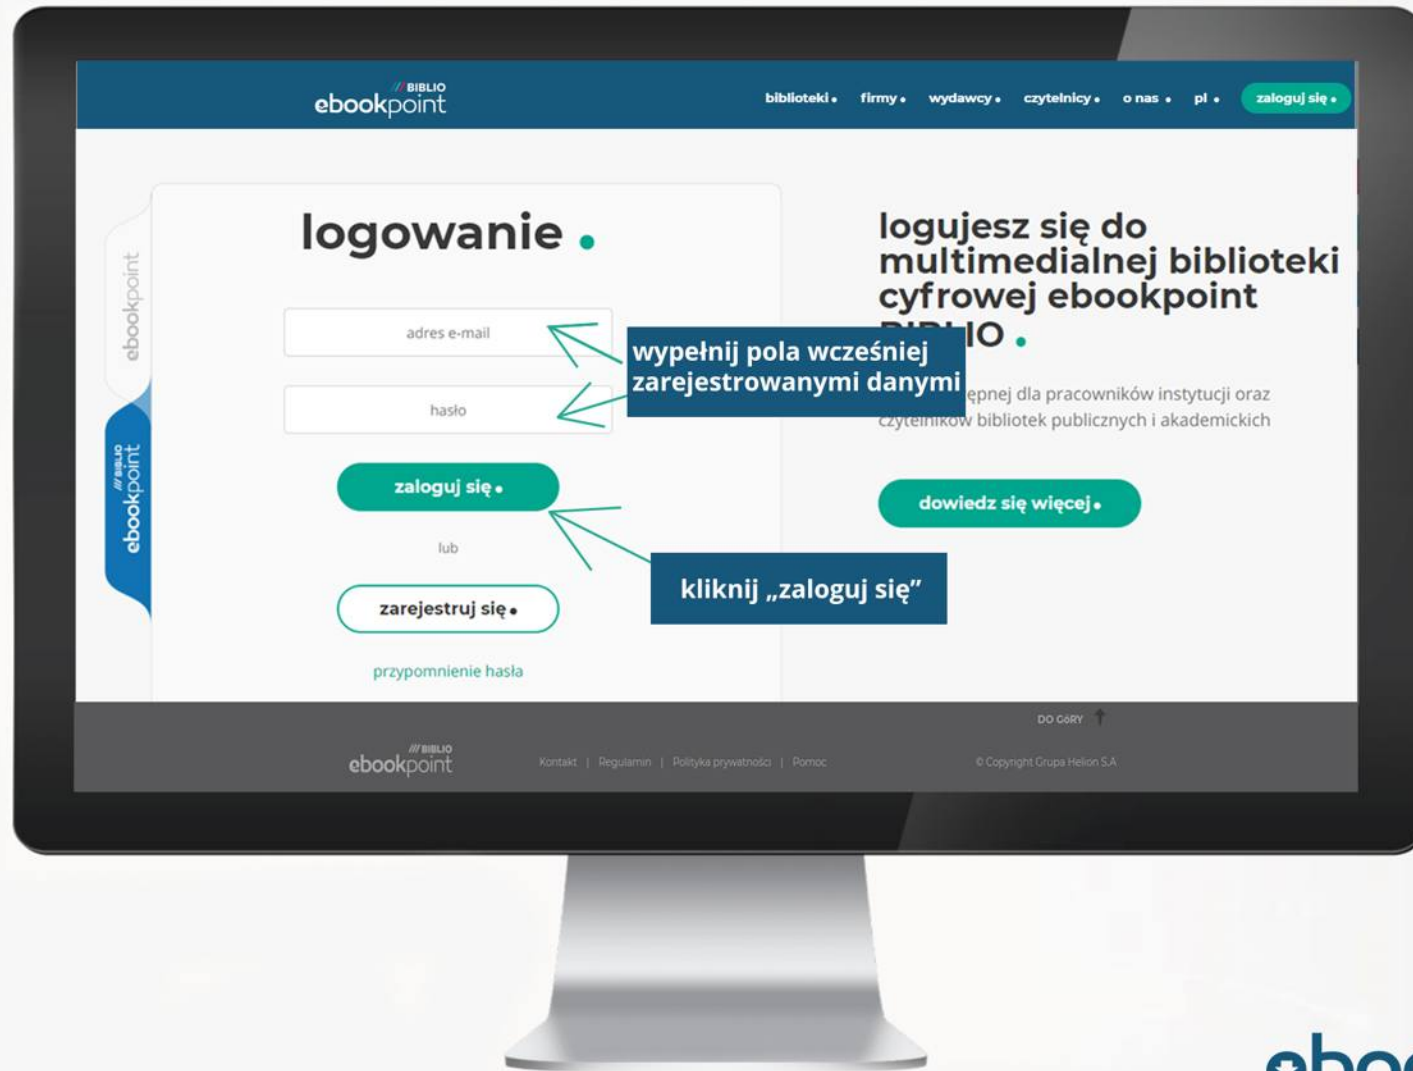 /// BIBLIO
ebookpoint
biblioteki
firmy
wydawcy
czytelnicy
o nas
pl
zaloguj się
logowanie
adres e-mail
hasło
zaloguj się
lub
zarejestruj się
przypomnienie hasła
ebookpoint
/// BIBLIO
ebookpoint
wypełnij pola wcześniej
zarejestrowanymi danymi
kliknij „zaloguj się”
logujesz się do
multimedialnej biblioteki
cyfrowej ebookpoint
BIBLIO
pracowników instytucji oraz
czytelników bibliotek publicznych i akademickich
dowiedz się więcej
DO GÓRY
/// BIBLIO
ebookpoint
Kontakt | Regulamin | Polityka prywatności | Pomoc
© Copyright Grupa Helion S.A